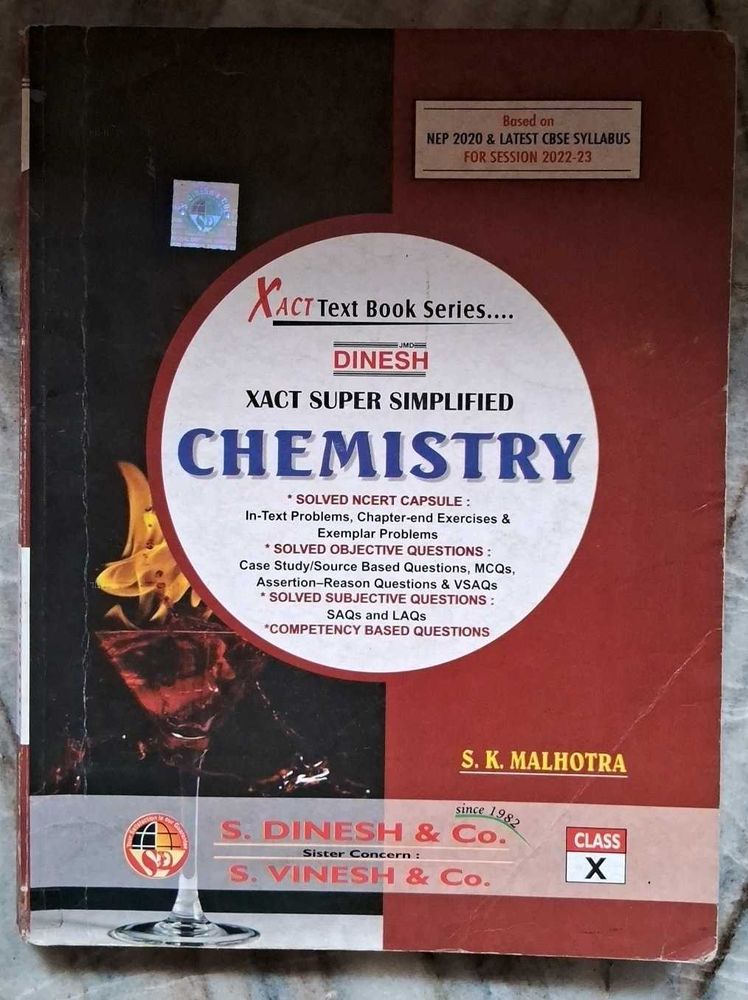 Based on
NEP 2020 & LATEST CBSE SYLLABUS
FOR SESSION 2022-23
XACT Text Book Series....
JMD
DINESH
XACT SUPER SIMPLIFIED
CHEMISTRY
* SOLVED NCERT CAPSULE :
In-Text Problems, Chapter-end Exercises &
Exemplar Problems
* SOLVED OBJECTIVE QUESTIONS :
Case Study/Source Based Questions, MCQs,
Assertion–Reason Questions & VSAQs
* SOLVED SUBJECTIVE QUESTIONS :
SAQs and LAQs
*COMPETENCY BASED QUESTIONS
S. K. MALHOTRA
since 1982
S. DINESH & Co.
Sister Concern :
S. VINESH & Co.
CLASS
X